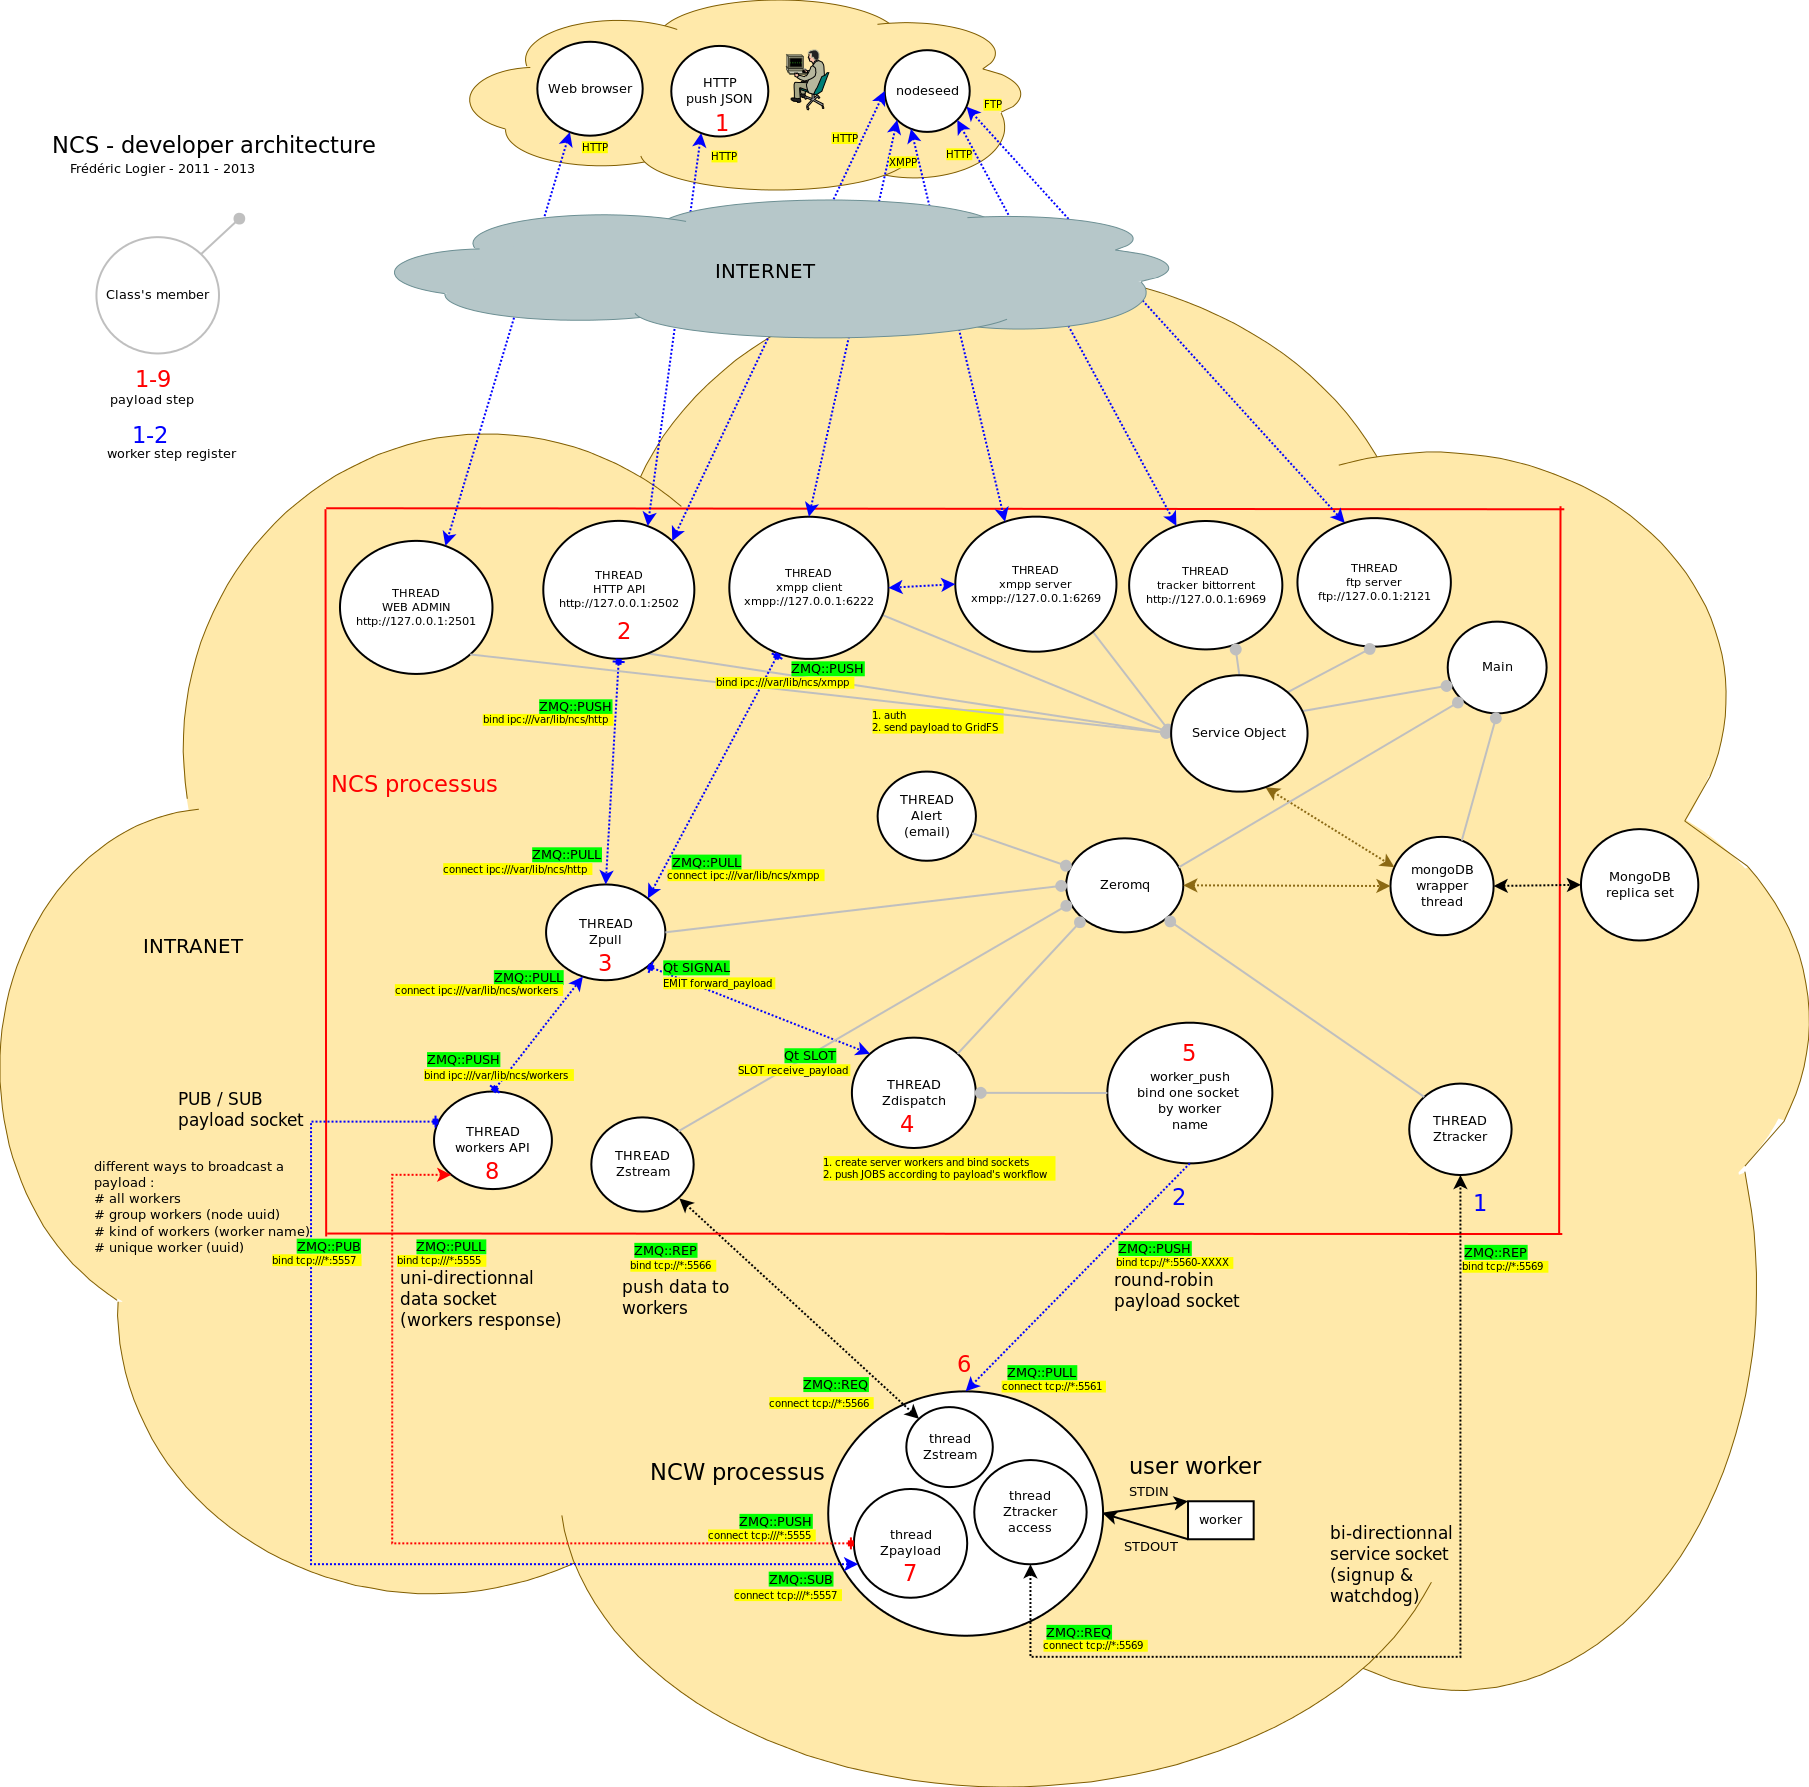 Web browser
HTTP
push JSON
1
nodeseed
FTP
HTTP
HTTP
HTTP
XMPP
HTTP
NCS - developer architecture
Frédéric Logier - 2011 - 2013
INTERNET
Class's member
1-9
payload step
1-2
worker step register
THREAD
WEB ADMIN
http://127.0.0.1:2501
THREAD
HTTP API
http://127.0.0.1:2502
2
THREAD
xmpp client
xmpp://127.0.0.1:6222
THREAD
xmpp server
xmpp://127.0.0.1:6269
THREAD
tracker bittorrent
http://127.0.0.1:6969
THREAD
ftp server
ftp://127.0.0.1:2121
Main
ZMQ::PUSH
bind ipc:///var/lib/ncs/xmpp
ZMQ::PUSH
bind ipc:///var/lib/ncs/http
1. auth
2. send payload to GridFS
Service Object
NCS processus
THREAD
Alert
(email)
ZMQ::PULL
connect ipc:///var/lib/ncs/http
ZMQ::PULL
connect ipc:///var/lib/ncs/xmpp
Zeromq
mongoDB
wrapper
thread
MongoDB
replica set
THREAD
Zpull
3
INTRANET
ZMQ::PULL
connect ipc:///var/lib/ncs/workers
Qt SIGNAL
EMIT forward_payload
ZMQ::PUSH
bind ipc:///var/lib/ncs/workers
Qt SLOT
SLOT receive_payload
THREAD
Zdispatch
4
5
worker_push
bind one socket
by worker
name
THREAD
Ztracker
PUB / SUB
payload socket
THREAD
workers API
8
THREAD
Zstream
1. create server workers and bind sockets
2. push JOBS according to payload's workflow
2
1
different ways to broadcast a
payload :
# all workers
# group workers (node uuid)
# kind of workers (worker name)
# unique worker (uuid)
ZMQ::PUB
bind tcp:///*:5557
ZMQ::PULL
bind tcp:///*:5555
uni-directionnal
data socket
(workers response)
ZMQ::REP
bind tcp://*:5566
push data to
workers
ZMQ::PUSH
bind tcp://*:5560-XXXX
round-robin
payload socket
ZMQ::REP
bind tcp://*:5569
6
ZMQ::PULL
connect tcp://*:5561
ZMQ::REQ
connect tcp://*:5566
thread
Zstream
NCW processus
thread
Ztracker
access
user worker
STDIN
worker
STDOUT
ZMQ::PUSH
connect tcp:///*:5555
thread
Zpayload
7
ZMQ::SUB
connect tcp:///*:5557
bi-directionnal
service socket
(signup &
watchdog)
ZMQ::REQ
connect tcp://*:5569